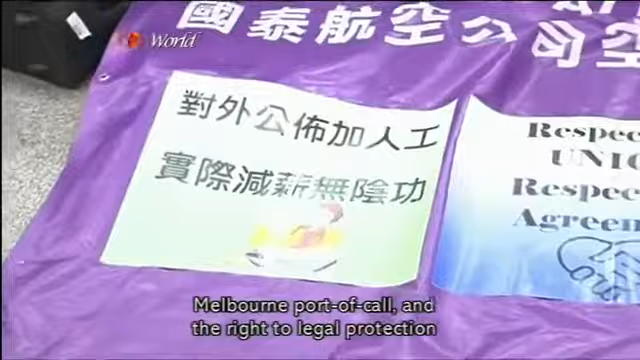 World
國泰航空公司空
對外公佈加人工
實際減薪無陰功
Respec
UNIO
Respec
Agreem
Melbourne port-of-call, and
the right to legal protection